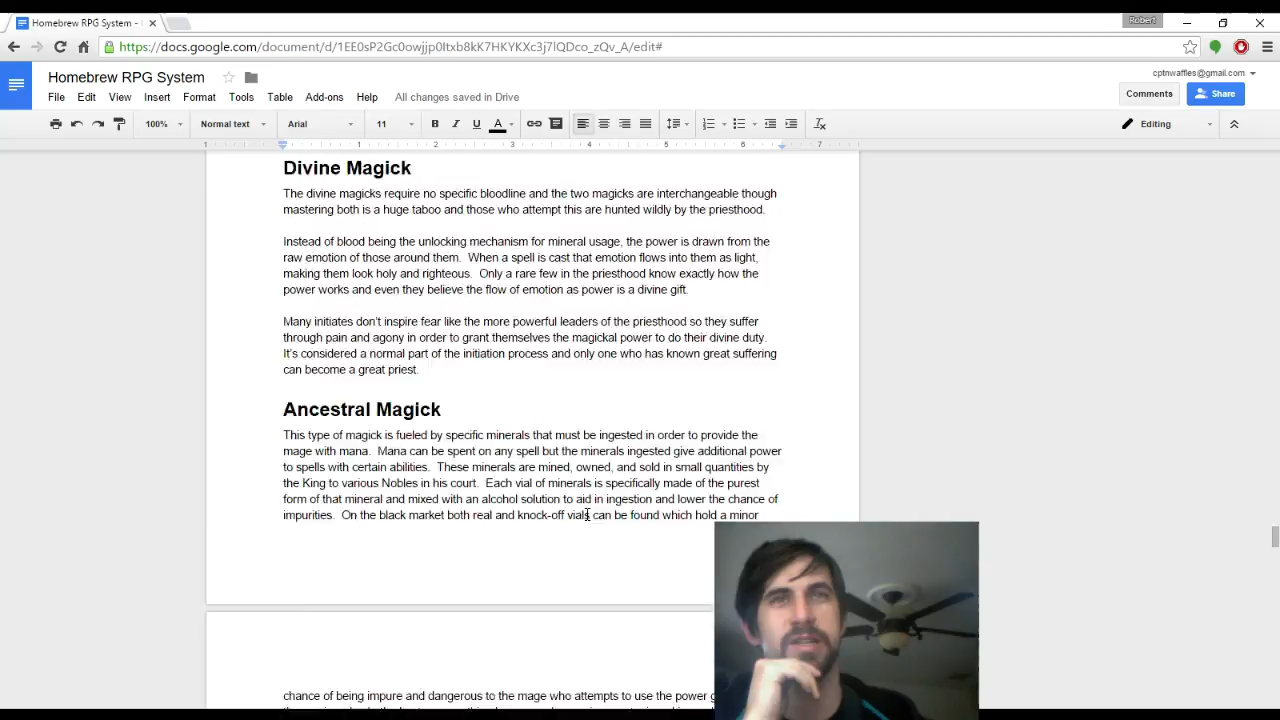 Homebrew RPG System -
Robert
https://docs.google.com/document/d/1EE0sP2Gc0owjjp0Itxb8kK7HKYKXc3j7lQDco_zQv_A/edit#
Homebrew RPG System
cptnwaffles@gmail.com
File Edit View Insert Format Tools Table Add-ons Help All changes saved in Drive
Comments Share
100% Normal text Arial 11 B I U A Editing
1 1 2 3 4 5 6 7
Divine Magick
The divine magicks require no specific bloodline and the two magicks are interchangeable though
mastering both is a huge taboo and those who attempt this are hunted wildly by the priesthood.
Instead of blood being the unlocking mechanism for mineral usage, the power is drawn from the
raw emotion of those around them. When a spell is cast that emotion flows into them as light,
making them look holy and righteous. Only a rare few in the priesthood know exactly how the
power works and even they believe the flow of emotion as power is a divine gift.
Many initiates don't inspire fear like the more powerful leaders of the priesthood so they suffer
through pain and agony in order to grant themselves the magickal power to do their divine duty.
It's considered a normal part of the initiation process and only one who has known great suffering
can become a great priest.
Ancestral Magick
This type of magick is fueled by specific minerals that must be ingested in order to provide the
mage with mana. Mana can be spent on any spell but the minerals ingested give additional power
to spells with certain abilities. These minerals are mined, owned, and sold in small quantities by
the King to various Nobles in his court. Each vial of minerals is specifically made of the purest
form of that mineral and mixed with an alcohol solution to aid in ingestion and lower the chance of
impurities. On the black market both real and knock-off vials can be found which hold a minor
chance of being impure and dangerous to the mage who attempts to use the power